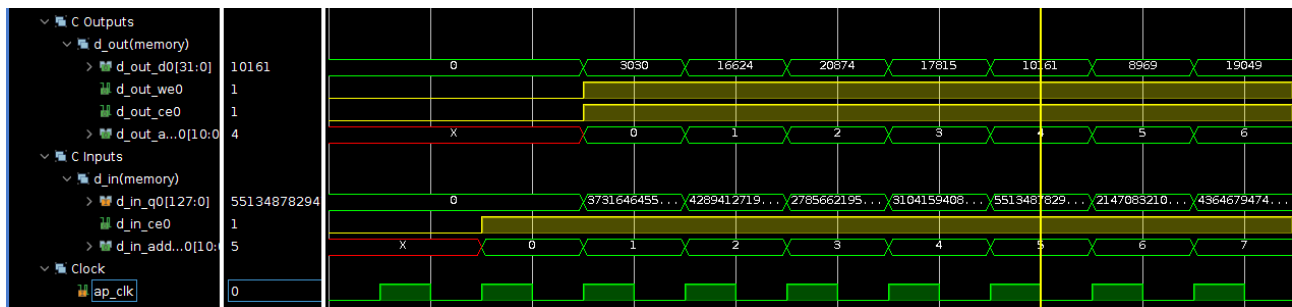 C Outputs
d_out(memory)
d_out_d0[31:0] 10161 0 3030 16624 20874 17815 10161 8969 19049
d_out_we0 1
d_out_ce0 1
d_out_a...0[10:0 4 X 0 1 2 3 4 5 6
C Inputs
d_in(memory)
d_in_q0[127:0] 55134878294 0 3731646455... 4289412719... 2785662195... 3104159408... 5513487829... 2147083210... 4364679474...
d_in_ce0 1
d_in_add...0[10:0 5 X 0 1 2 3 4 5 6 7
Clock
ap_clk 0